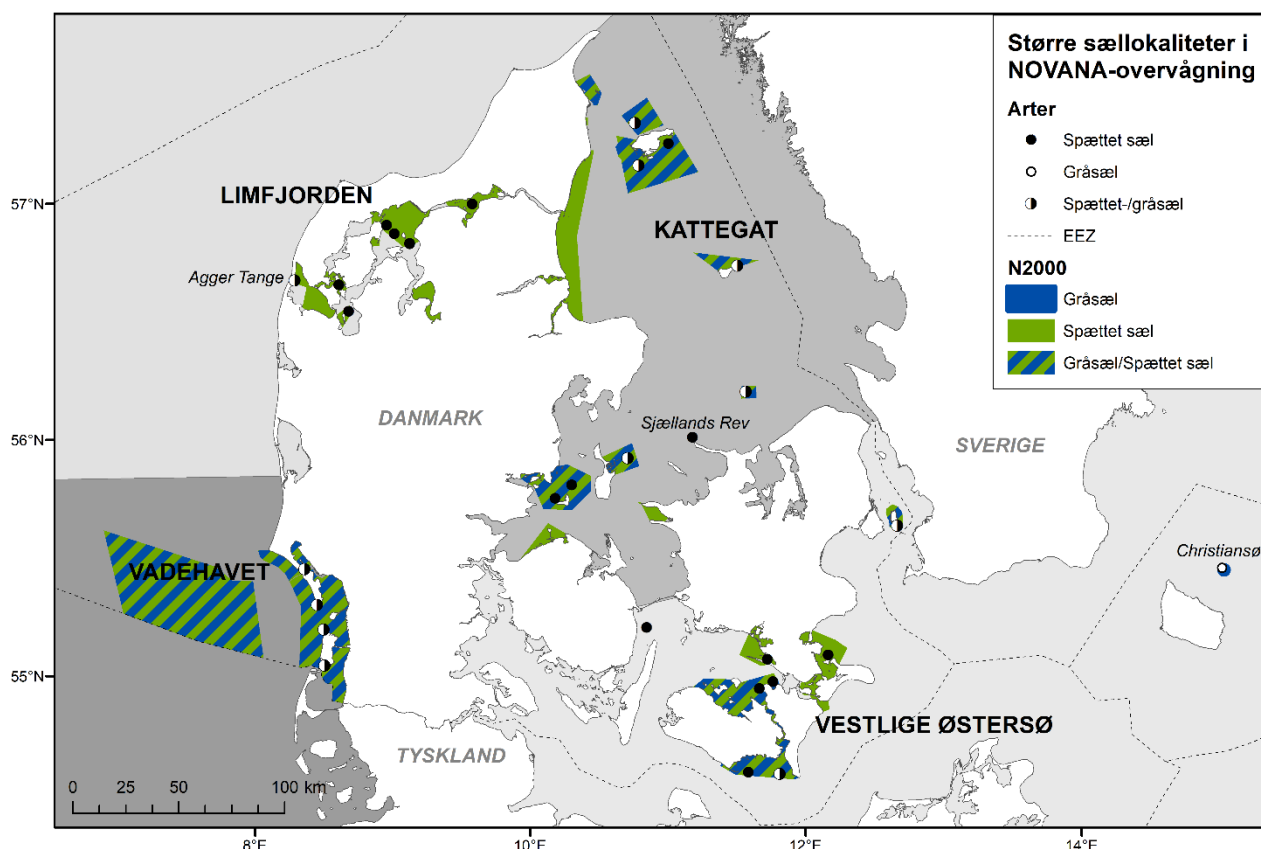 Større sællokaliteter i
NOVANA-overvågning
Arter
Spættet sæl
Gråsæl
Spættet-/gråsæl
EEZ
N2000
Gråsæl
Spættet sæl
Gråsæl/Spættet sæl
57°N
56°N
55°N
LIMFJORDEN
KATTEGAT
Agger Tange
DANMARK
Sjællands Rev
SVERIGE
Christiansø
VADEHAVET
VESTLIGE ØSTERSØ
TYSKLAND
0 25 50 100 km
8°E 10°E 12°E 14°E